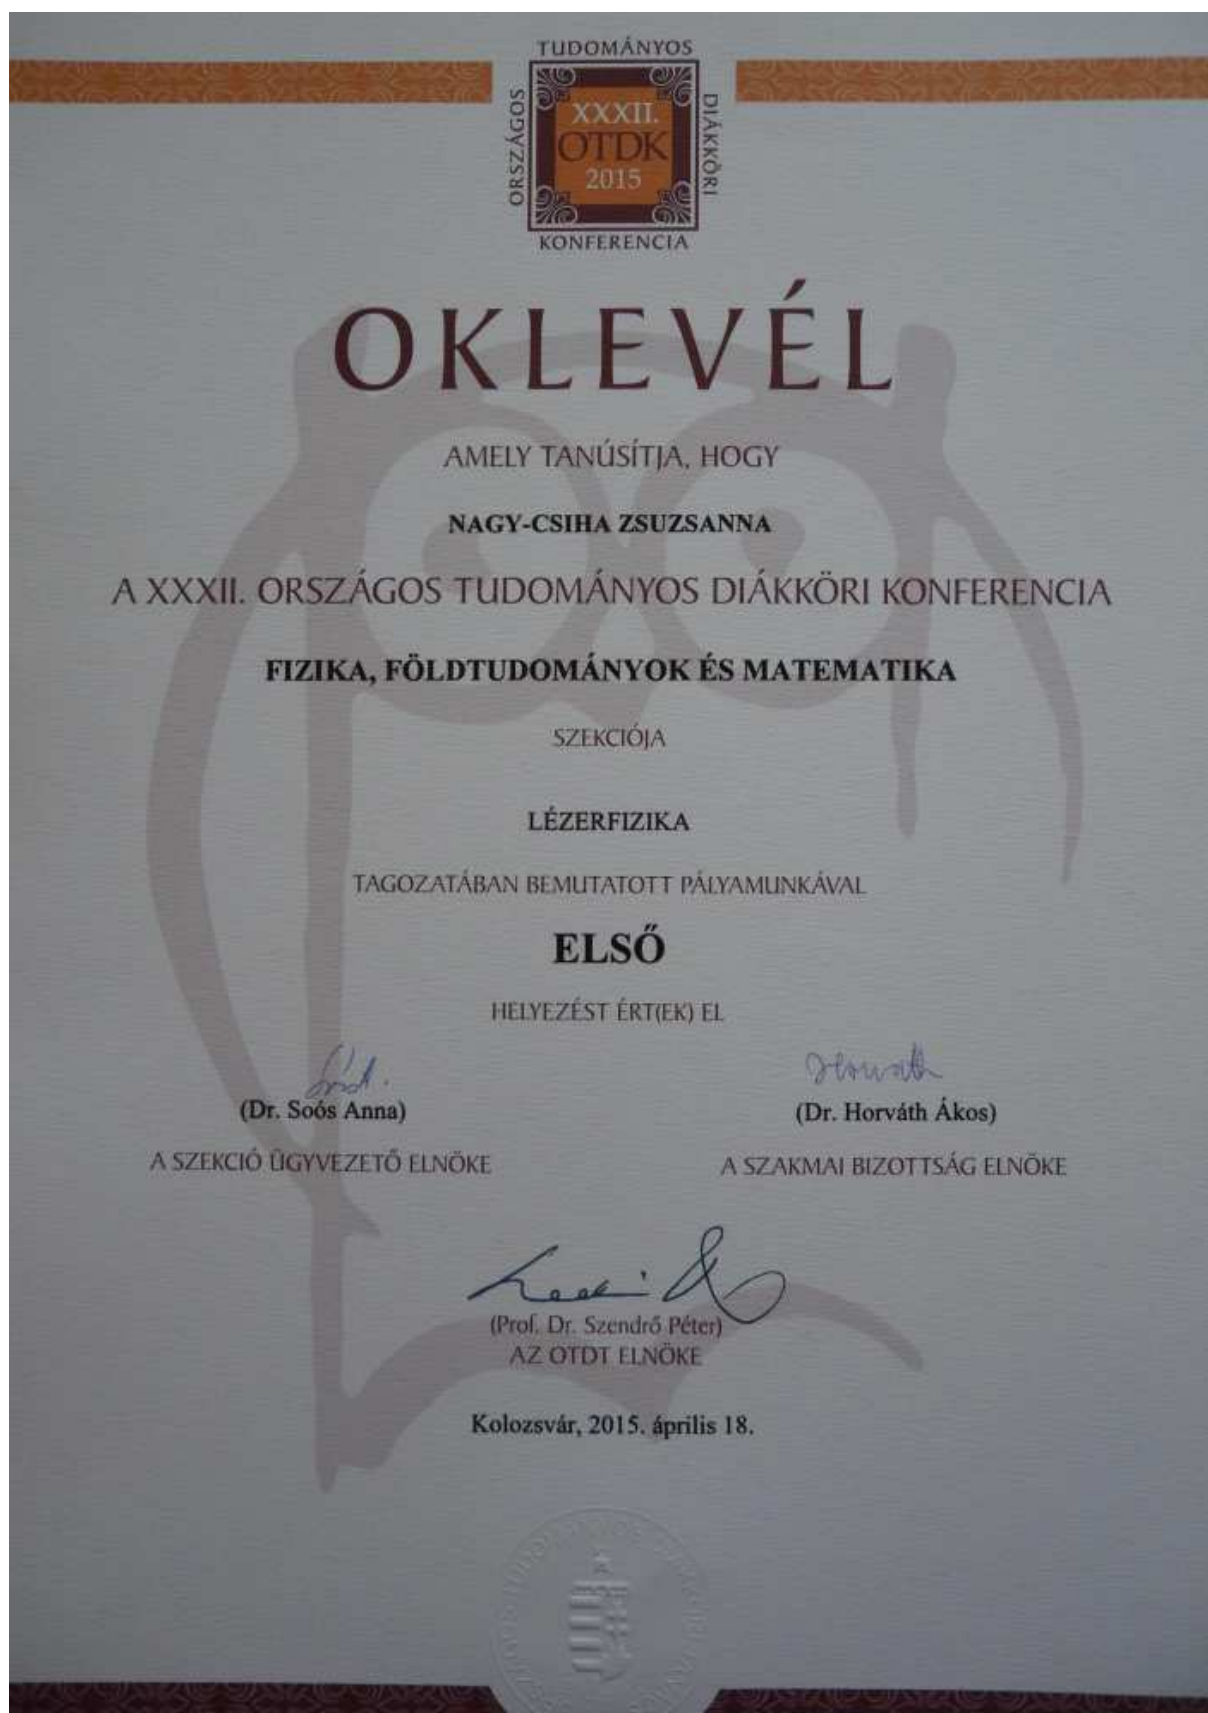 TUDOMÁNYOS
ORSZÁGOS
XXXII.
OTDK
2015
DIÁKKÖRI
KONFERENCIA
OKLEVÉL
AMELY TANÚSÍTJA, HOGY
NAGY-CSIHA ZSUZSANNA
A XXXII. ORSZÁGOS TUDOMÁNYOS DIÁKKÖRI KONFERENCIA
FIZIKA, FÖLDTUDOMÁNYOK ÉS MATEMATIKA
SZEKCIÓJA
LÉZERFIZIKA
TAGOZATÁBAN BEMUTATOTT PÁLYAMUNKÁVAL
ELSŐ
HELYEZÉST ÉRT(EK) EL
Horváth
(Dr. Soós Anna)
(Dr. Horváth Ákos)
A SZEKCIÓ ÜGYVEZETŐ ELNÖKE
A SZAKMAI BIZOTTSÁG ELNÖKE
(Prof. Dr. Szendrő Péter)
AZ OTDT ELNÖKE
Kolozsvár, 2015. április 18.